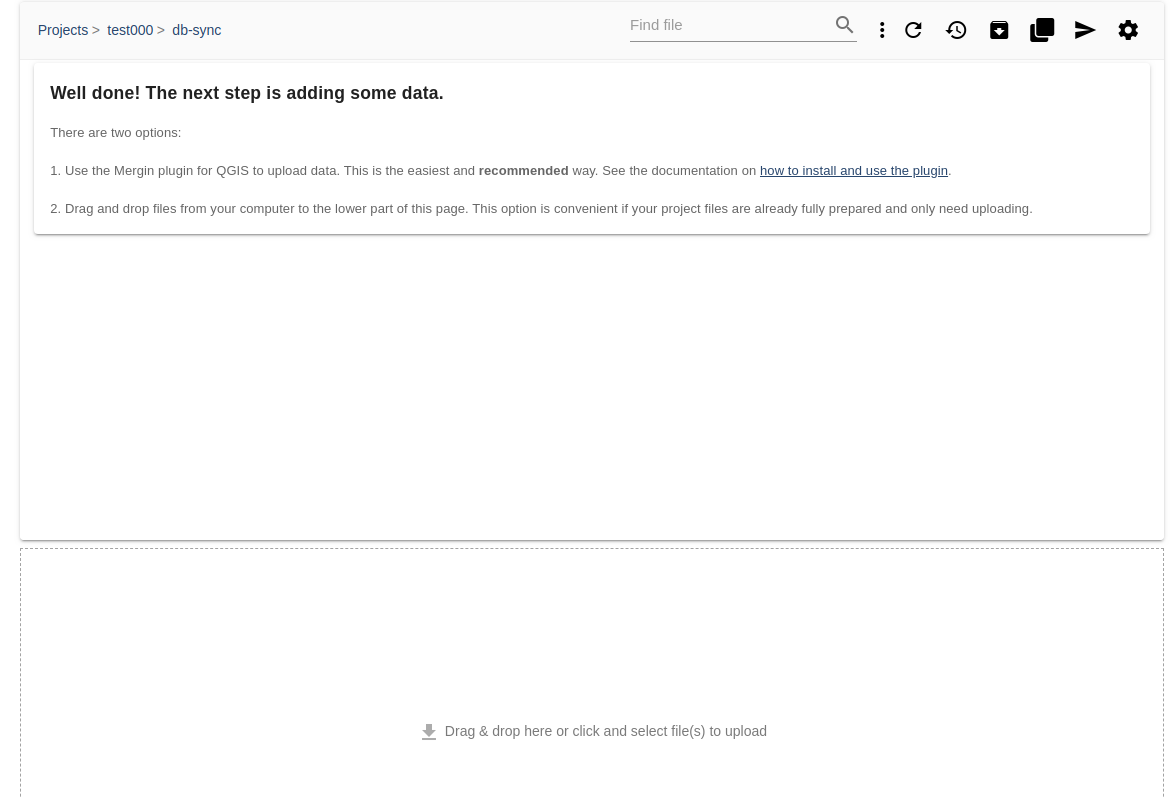 Projects > test000 > db-sync
Find file
Well done! The next step is adding some data.
There are two options:
1. Use the Mergin plugin for QGIS to upload data. This is the easiest and recommended way. See the documentation on how to install and use the plugin.
2. Drag and drop files from your computer to the lower part of this page. This option is convenient if your project files are already fully prepared and only need uploading.
Drag & drop here or click and select file(s) to upload